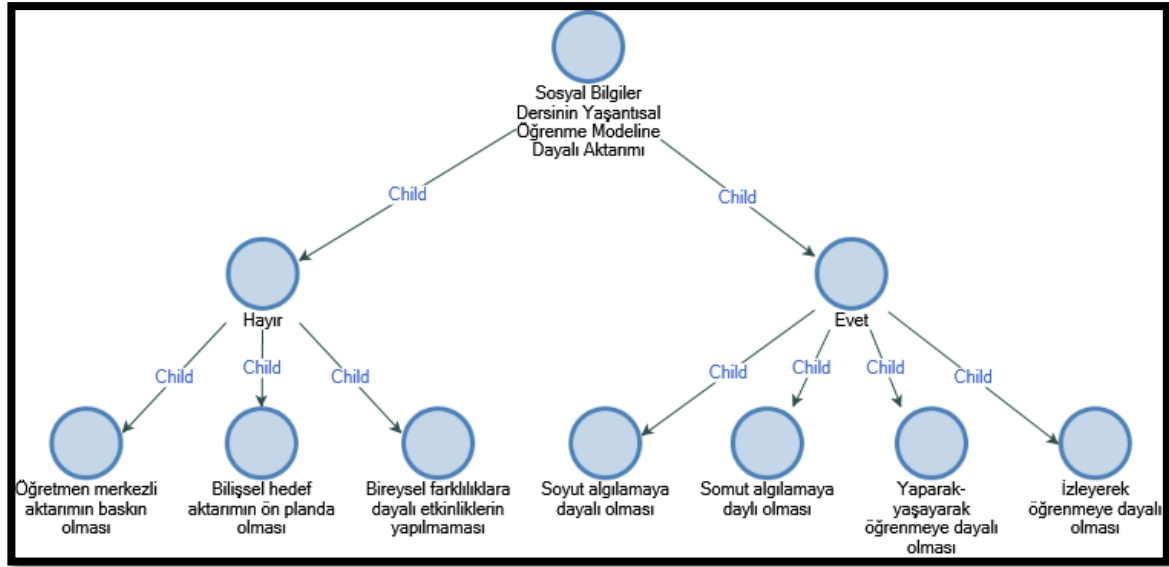 Sosyal Bilgiler
Dersinin Yaşantısal
Öğrenme Modeline
Dayalı Aktarımı
Child
Child
Hayır
Evet
Child
Child
Child
Child
Child
Child
Child
Öğretmen merkezli
aktarımın baskın
olması
Bilişsel hedef
aktarımın ön planda
olması
Bireysel farklılıklara
dayalı etkinliklerin
yapılmaması
Soyut algılamaya
dayalı olması
Somut algılamaya
daylı olması
Yaparak-
yaşayarak
öğrenmeye dayalı
olması
İzleyerek
öğrenmeye dayalı
olması